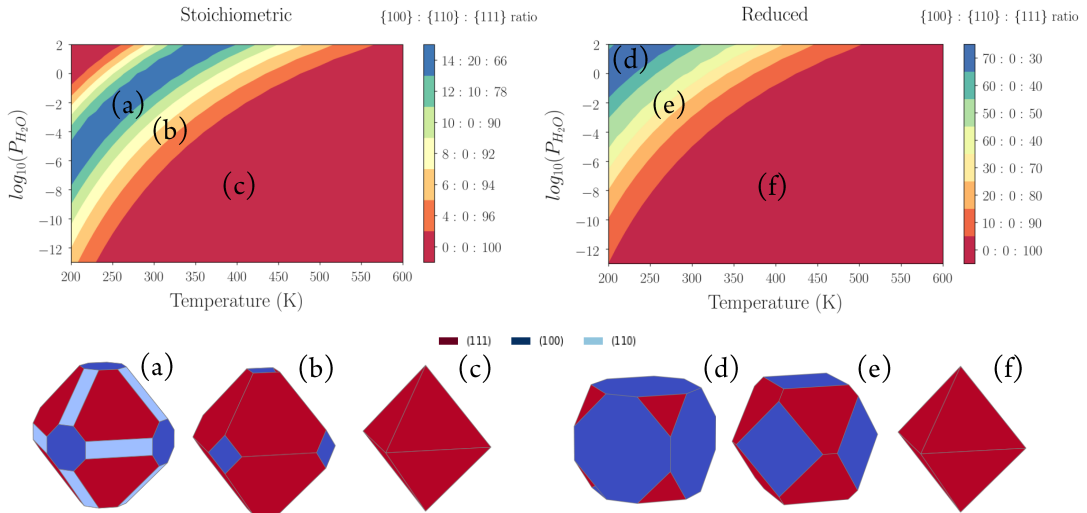 Stoichiometric
{100} : {110} : {111} ratio
log₁₀(P_{H₂O})
2
0
−2
−4
−6
−8
−10
−12
200 250 300 350 400 450 500 550 600
Temperature (K)
(a)
(b)
(c)
14 : 20 : 66
12 : 10 : 78
10 : 0 : 90
8 : 0 : 92
6 : 0 : 94
4 : 0 : 96
0 : 0 : 100
Reduced
{100} : {110} : {111} ratio
log₁₀(P_{H₂O})
2
0
−2
−4
−6
−8
−10
−12
200 250 300 350 400 450 500 550 600
Temperature (K)
(d)
(e)
(f)
70 : 0 : 30
60 : 0 : 40
50 : 0 : 50
40 : 0 : 60
30 : 0 : 70
20 : 0 : 80
10 : 0 : 90
0 : 0 : 100
(111) (100) (110)
(a) (b) (c) (d) (e) (f)